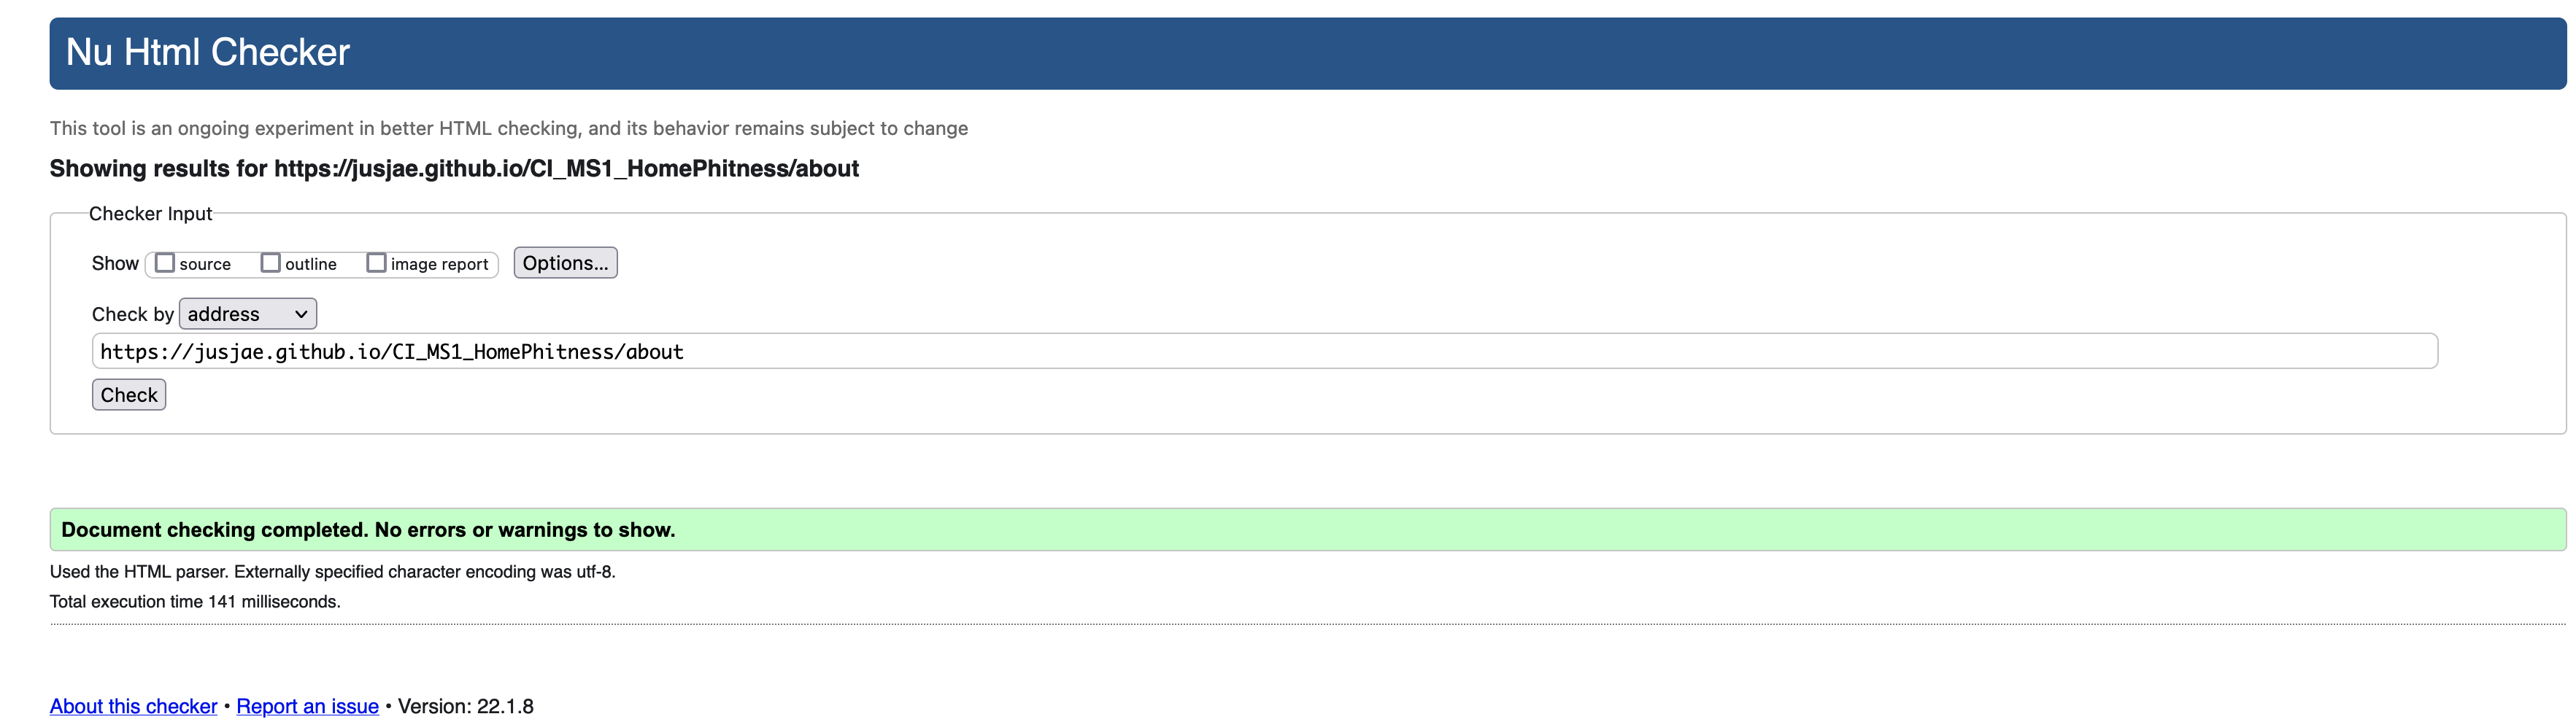 Nu Html Checker
This tool is an ongoing experiment in better HTML checking, and its behavior remains subject to change
Showing results for https://jusjae.github.io/CI_MS1_HomePhitness/about
Checker Input
Show source outline image report Options...
Check by address
https://jusjae.github.io/CI_MS1_HomePhitness/about
Check
Document checking completed. No errors or warnings to show.
Used the HTML parser. Externally specified character encoding was utf-8.
Total execution time 141 milliseconds.
About this checker • Report an issue • Version: 22.1.8